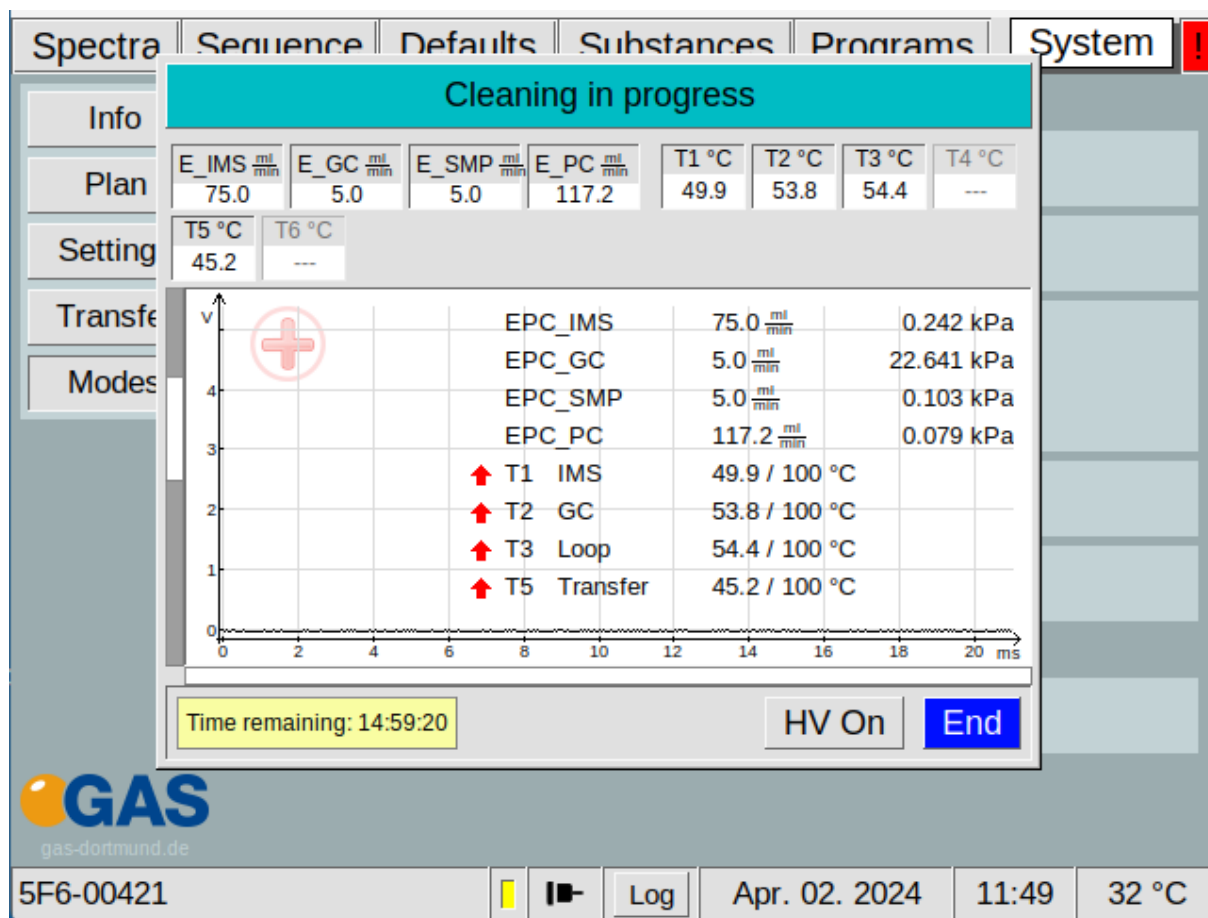 Spectra Sequence Defaults Substances Programs System !
Cleaning in progress
Info
Plan
Setting
Transfe
Modes
E_IMS ml/min E_GC ml/min E_SMP ml/min E_PC ml/min T1 °C T2 °C T3 °C T4 °C
75.0 5.0 5.0 117.2 49.9 53.8 54.4 ---
T5 °C T6 °C
45.2 ---
V
EPC_IMS 75.0 ml/min 0.242 kPa
EPC_GC 5.0 ml/min 22.641 kPa
4
EPC_SMP 5.0 ml/min 0.103 kPa
EPC_PC 117.2 ml/min 0.079 kPa
3
T1 IMS 49.9 / 100 °C
2
T2 GC 53.8 / 100 °C
T3 Loop 54.4 / 100 °C
1
T5 Transfer 45.2 / 100 °C
0
0 2 4 6 8 10 12 14 16 18 20 ms
Time remaining: 14:59:20 HV On End
GAS
gas-dortmund.de
5F6-00421 Log Apr. 02. 2024 11:49 32 °C